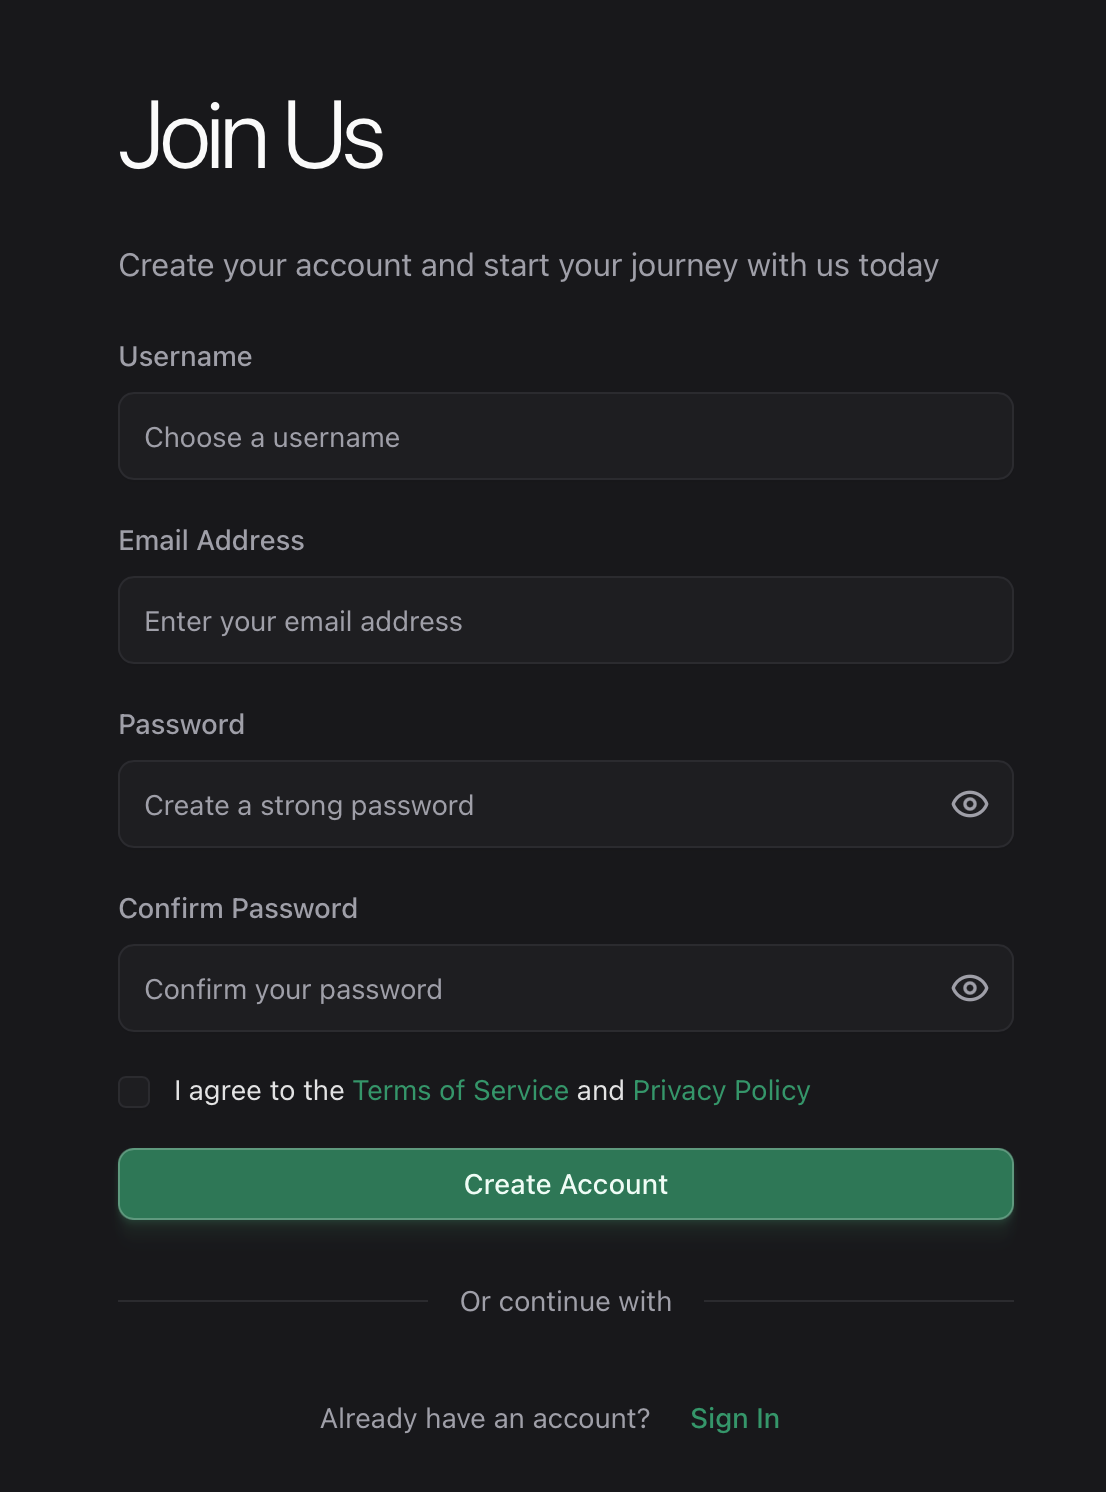 Join Us
Create your account and start your journey with us today
Username
Choose a username
Email Address
Enter your email address
Password
Create a strong password
Confirm Password
Confirm your password
I agree to the Terms of Service and Privacy Policy
Create Account
Or continue with
Already have an account? Sign In